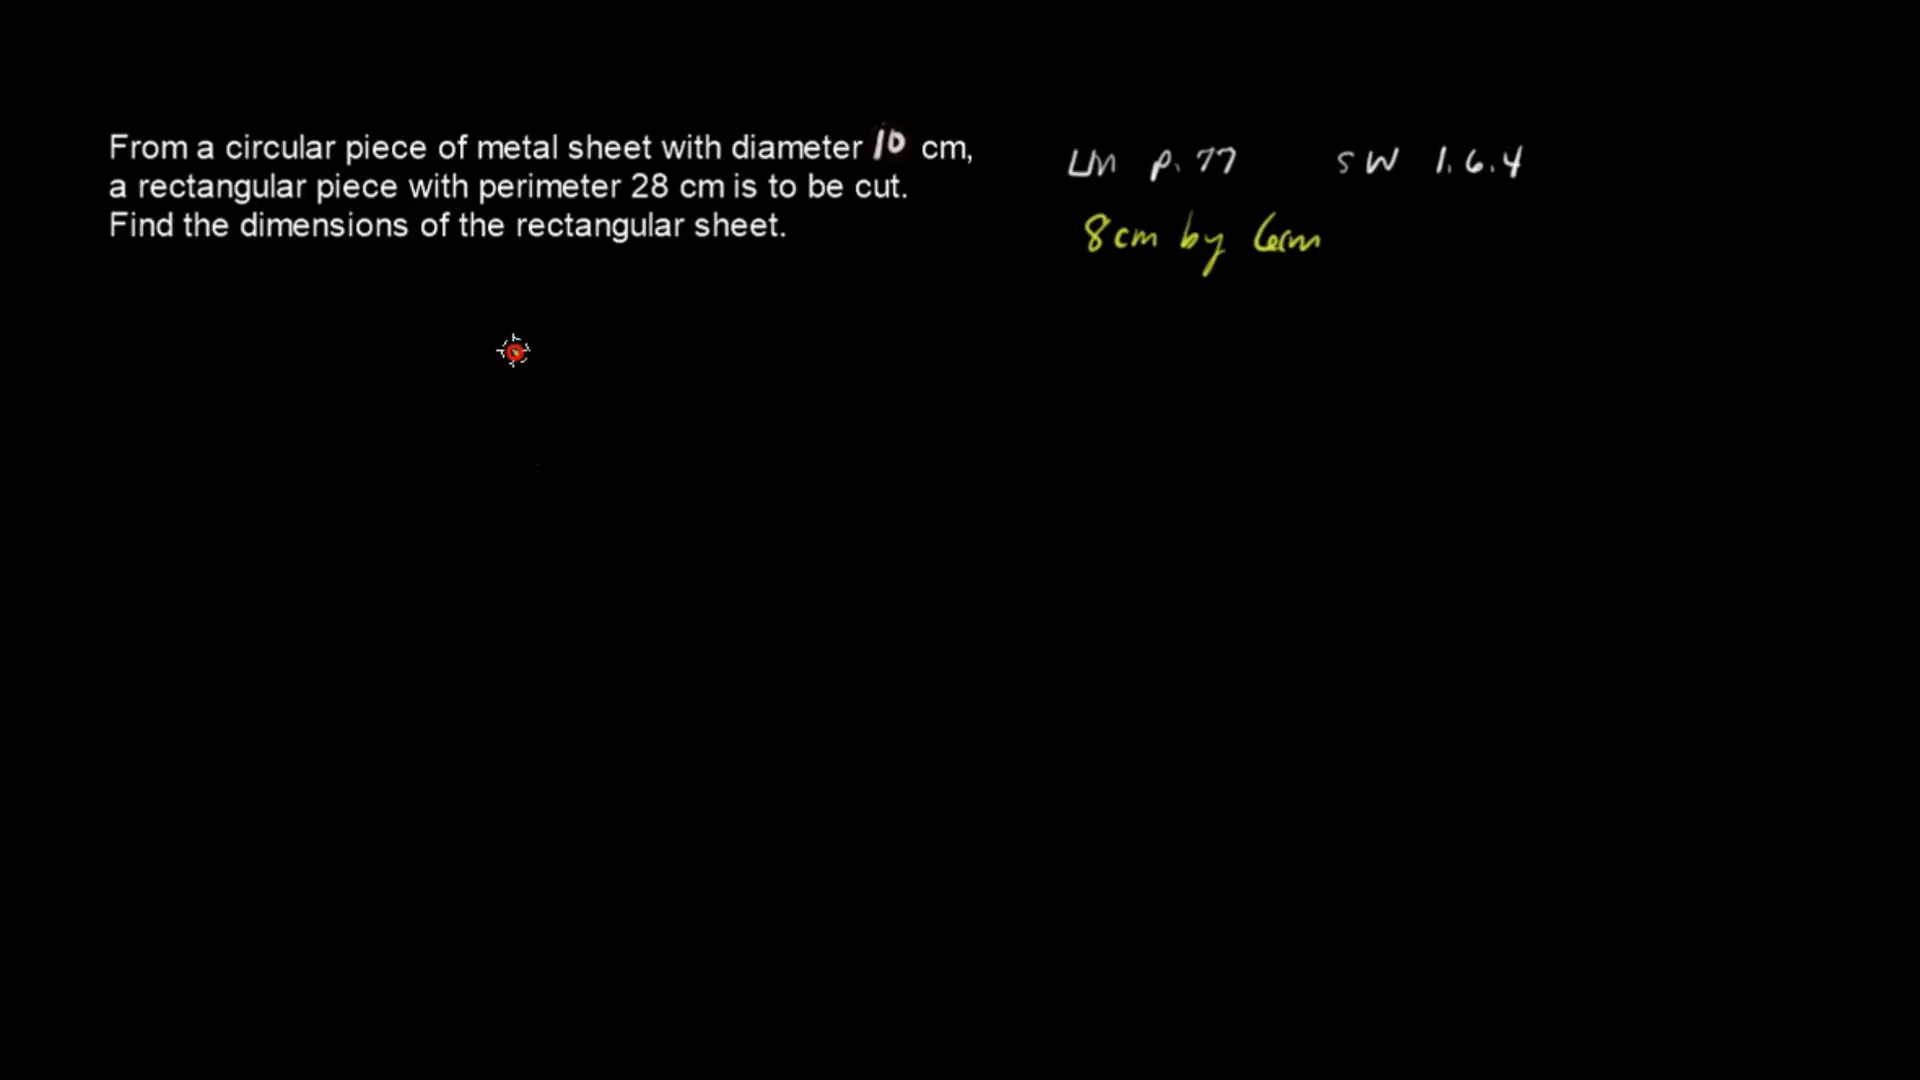 From a circular piece of metal sheet with diameter 10 cm,
a rectangular piece with perimeter 28 cm is to be cut.
Find the dimensions of the rectangular sheet.
LM p. 77 SW 1.6.4
8cm by 6cm